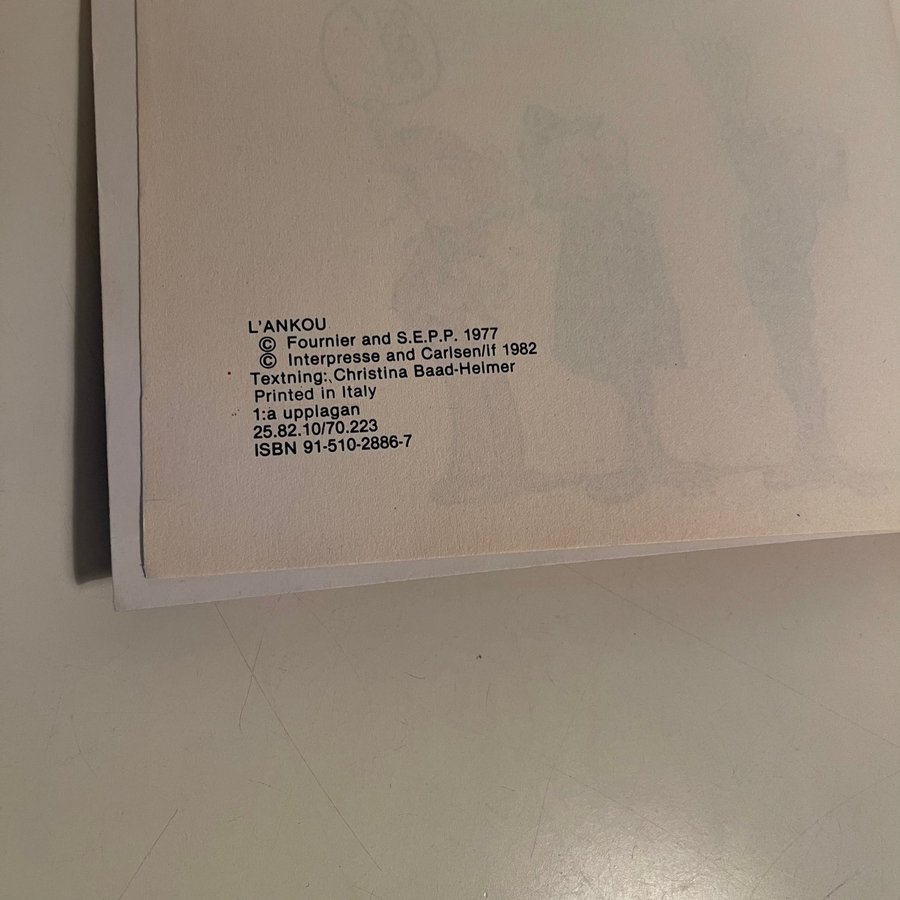 L'ANKOU
© Fournier and S.E.P.P. 1977
© Interpresse and Carlsen/if 1982
Textning: Christina Baad-Helmer
Printed in Italy
1:a upplagan
25.82.10/70.223
ISBN 91-510-2886-7